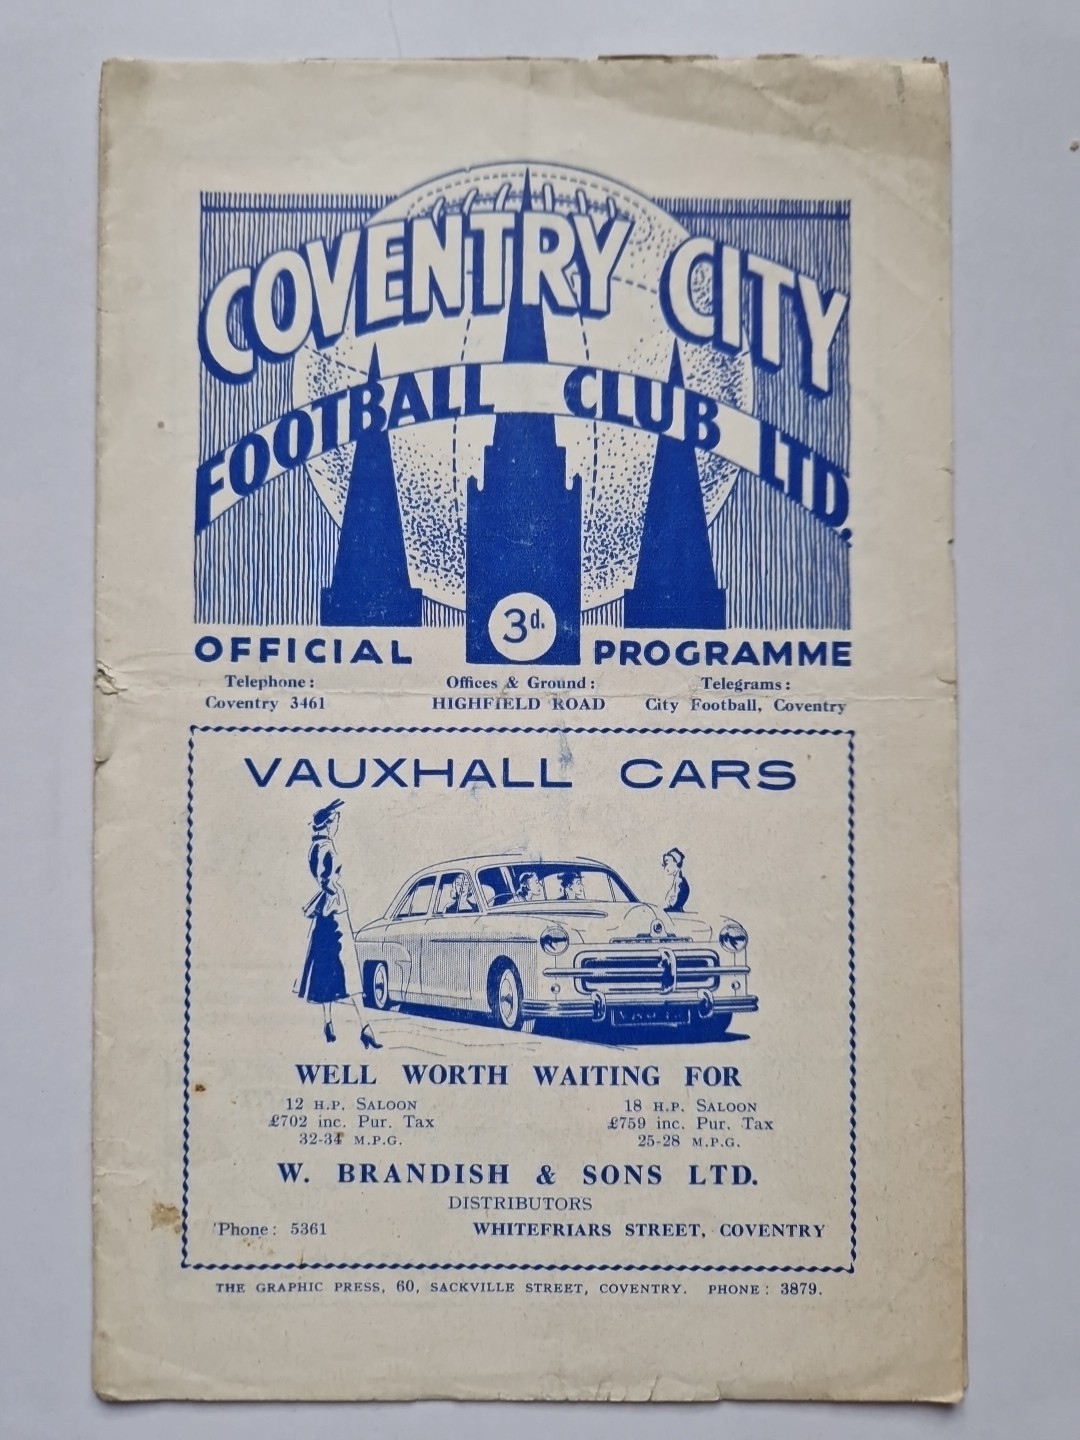 COVENTRY CITY
FOOTBALL CLUB LTD.
3d.
OFFICIAL PROGRAMME
Telephone: Offices & Ground: Telegrams:
Coventry 3461 HIGHFIELD ROAD City Football, Coventry
VAUXHALL CARS
WELL WORTH WAITING FOR
12 H.P. SALOON 18 H.P. SALOON
£702 inc. Pur. Tax £759 inc. Pur. Tax
32-34 M.P.G. 25-28 M.P.G.
W. BRANDISH & SONS LTD.
DISTRIBUTORS
'Phone: 5361 WHITEFRIARS STREET, COVENTRY
THE GRAPHIC PRESS, 60, SACKVILLE STREET, COVENTRY. PHONE: 3879.